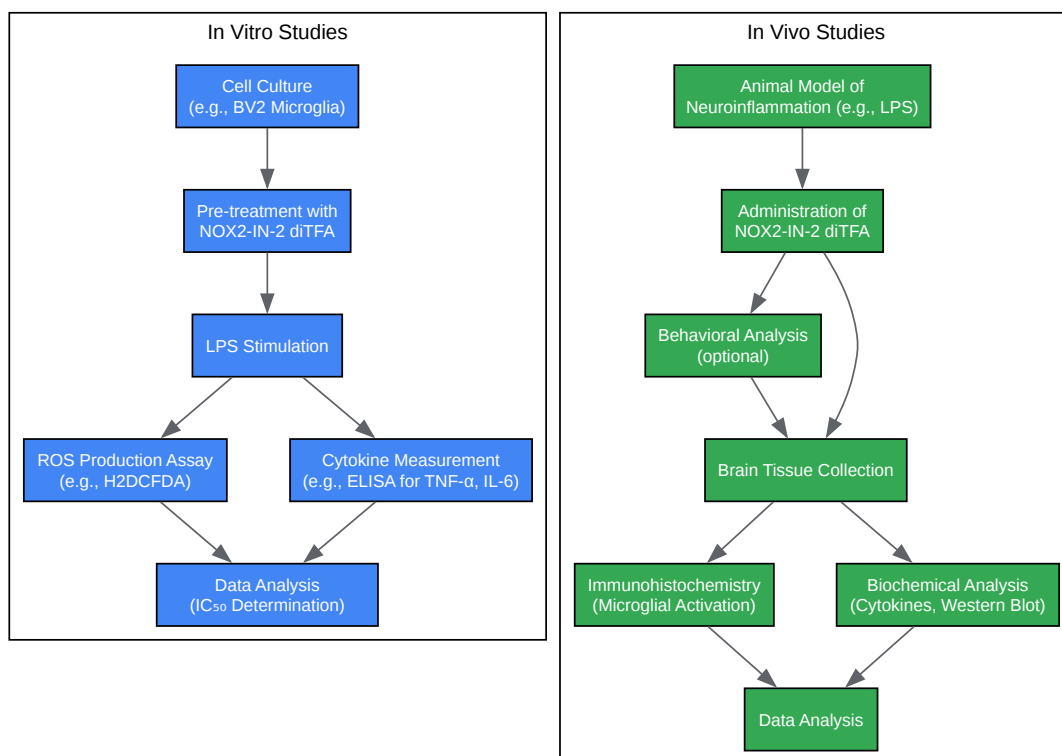 In Vitro Studies
Cell Culture
(e.g., BV2 Microglia)
Pre-treatment with
NOX2-IN-2 diTFA
LPS Stimulation
ROS Production Assay
(e.g., H2DCFDA)
Cytokine Measurement
(e.g., ELISA for TNF-α, IL-6)
Data Analysis
(IC₅₀ Determination)
In Vivo Studies
Animal Model of
Neuroinflammation (e.g., LPS)
Administration of
NOX2-IN-2 diTFA
Behavioral Analysis
(optional)
Brain Tissue Collection
Immunohistochemistry
(Microglial Activation)
Biochemical Analysis
(Cytokines, Western Blot)
Data Analysis